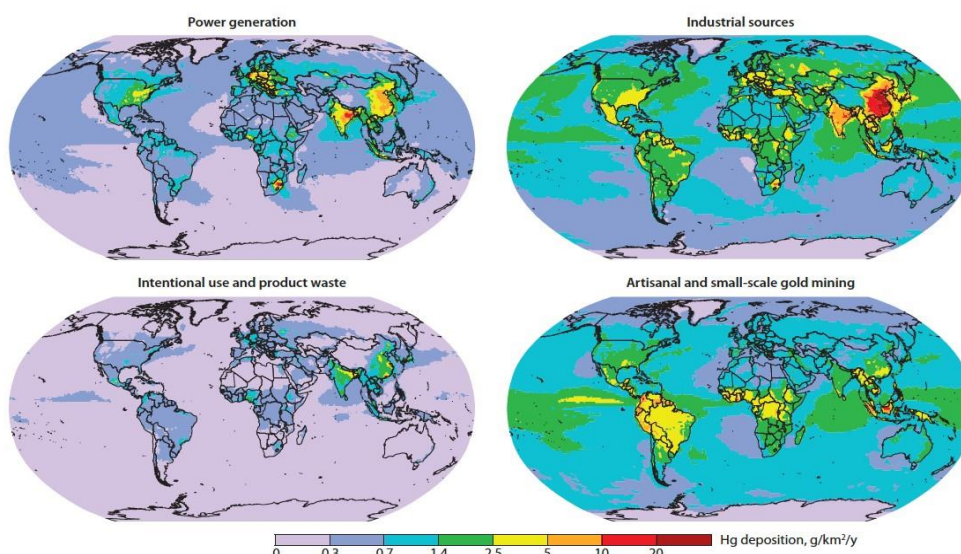 Power generation
Industrial sources
Intentional use and product waste
Artisanal and small-scale gold mining
Hg deposition, g/km²/y
0 0.3 0.7 1.4 2.5 5 10 20